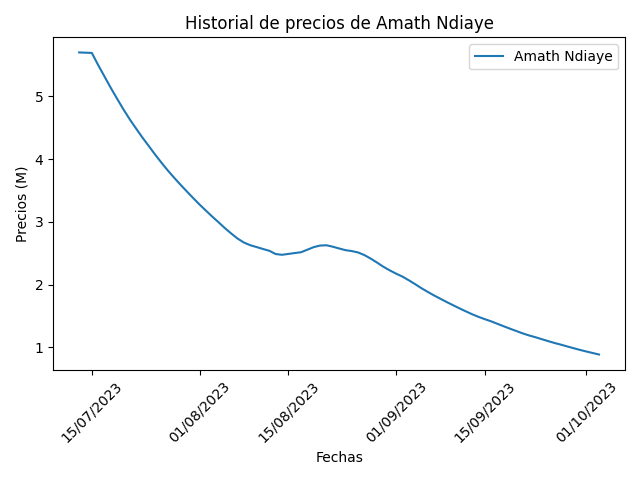 Historial de precios de Amath Ndiaye
Amath Ndiaye
Precios (M)
5
4
3
2
1
15/07/2023
01/08/2023
15/08/2023
01/09/2023
15/09/2023
01/10/2023
Fechas